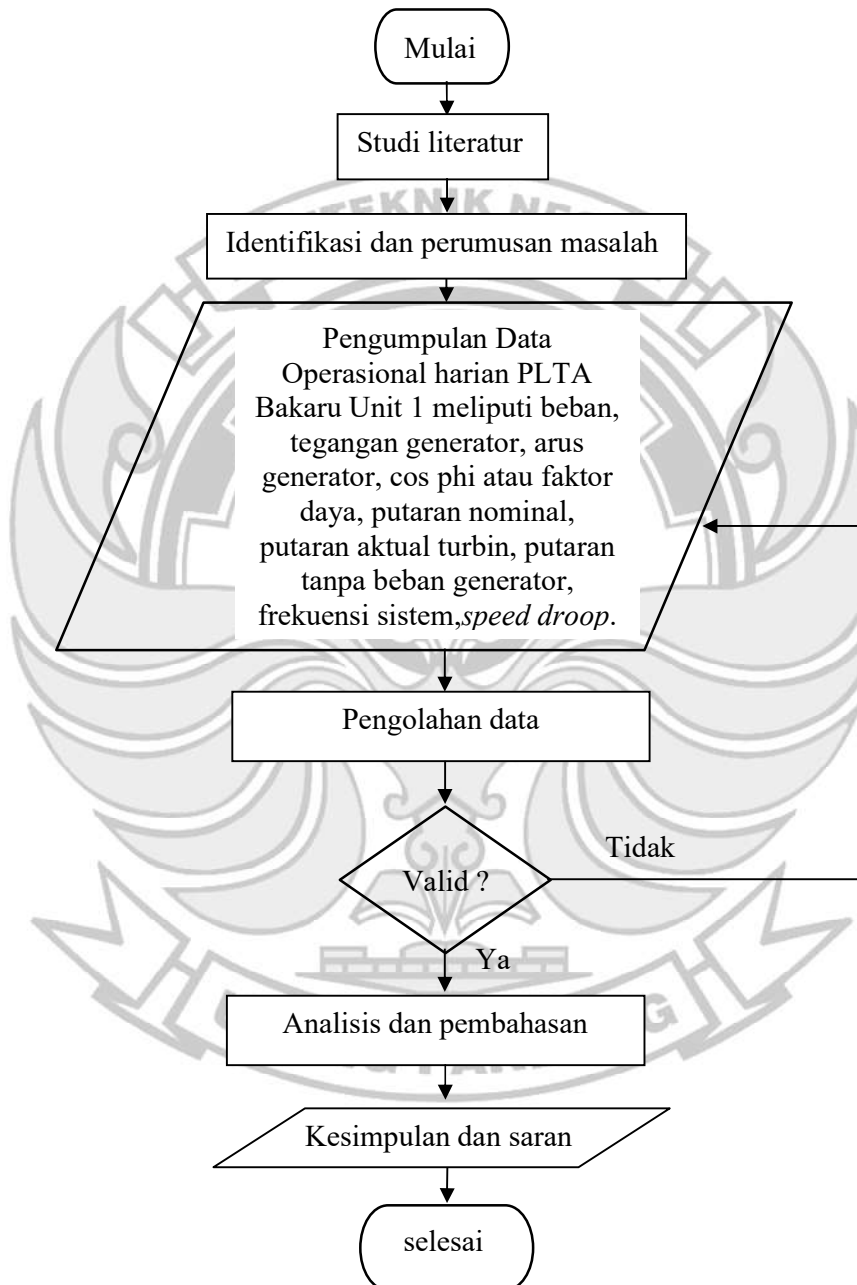 Mulai
Studi literatur
Identifikasi dan perumusan masalah
Pengumpulan Data
Operasional harian PLTA
Bakaru Unit 1 meliputi beban,
tegangan generator, arus
generator, cos phi atau faktor
daya, putaran nominal,
putaran aktual turbin, putaran
tanpa beban generator,
frekuensi sistem,speed droop.
Pengolahan data
Valid ?
Tidak
Ya
Analisis dan pembahasan
Kesimpulan dan saran
selesai